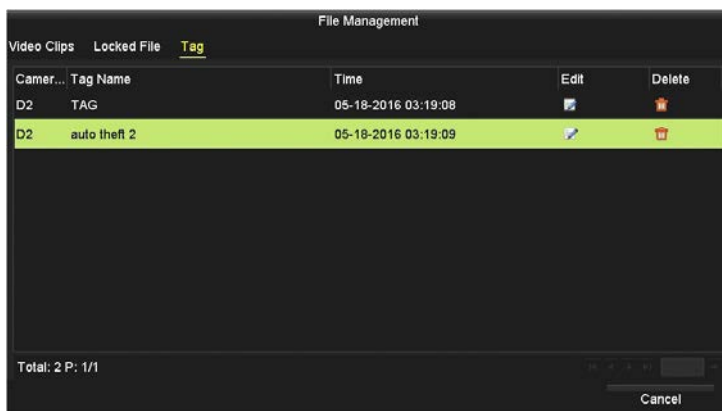 File Management
Video Clips Locked File Tag
Camer... Tag Name Time Edit Delete
D2 TAG 05-18-2016 03:19:08
D2 auto theft 2 05-18-2016 03:19:09
Total: 2 P: 1/1
Cancel